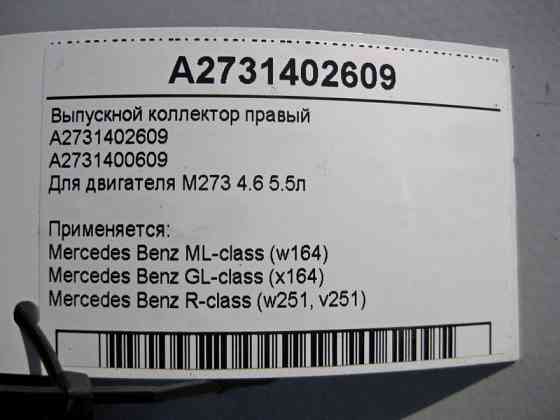 A2731402609
Выпускной коллектор правый
A2731402609
A2731400609
Для двигателя M273 4.6 5.5л
Применяется:
Mercedes Benz ML-class (w164)
Mercedes Benz GL-class (x164)
Mercedes Benz R-class (w251, v251)